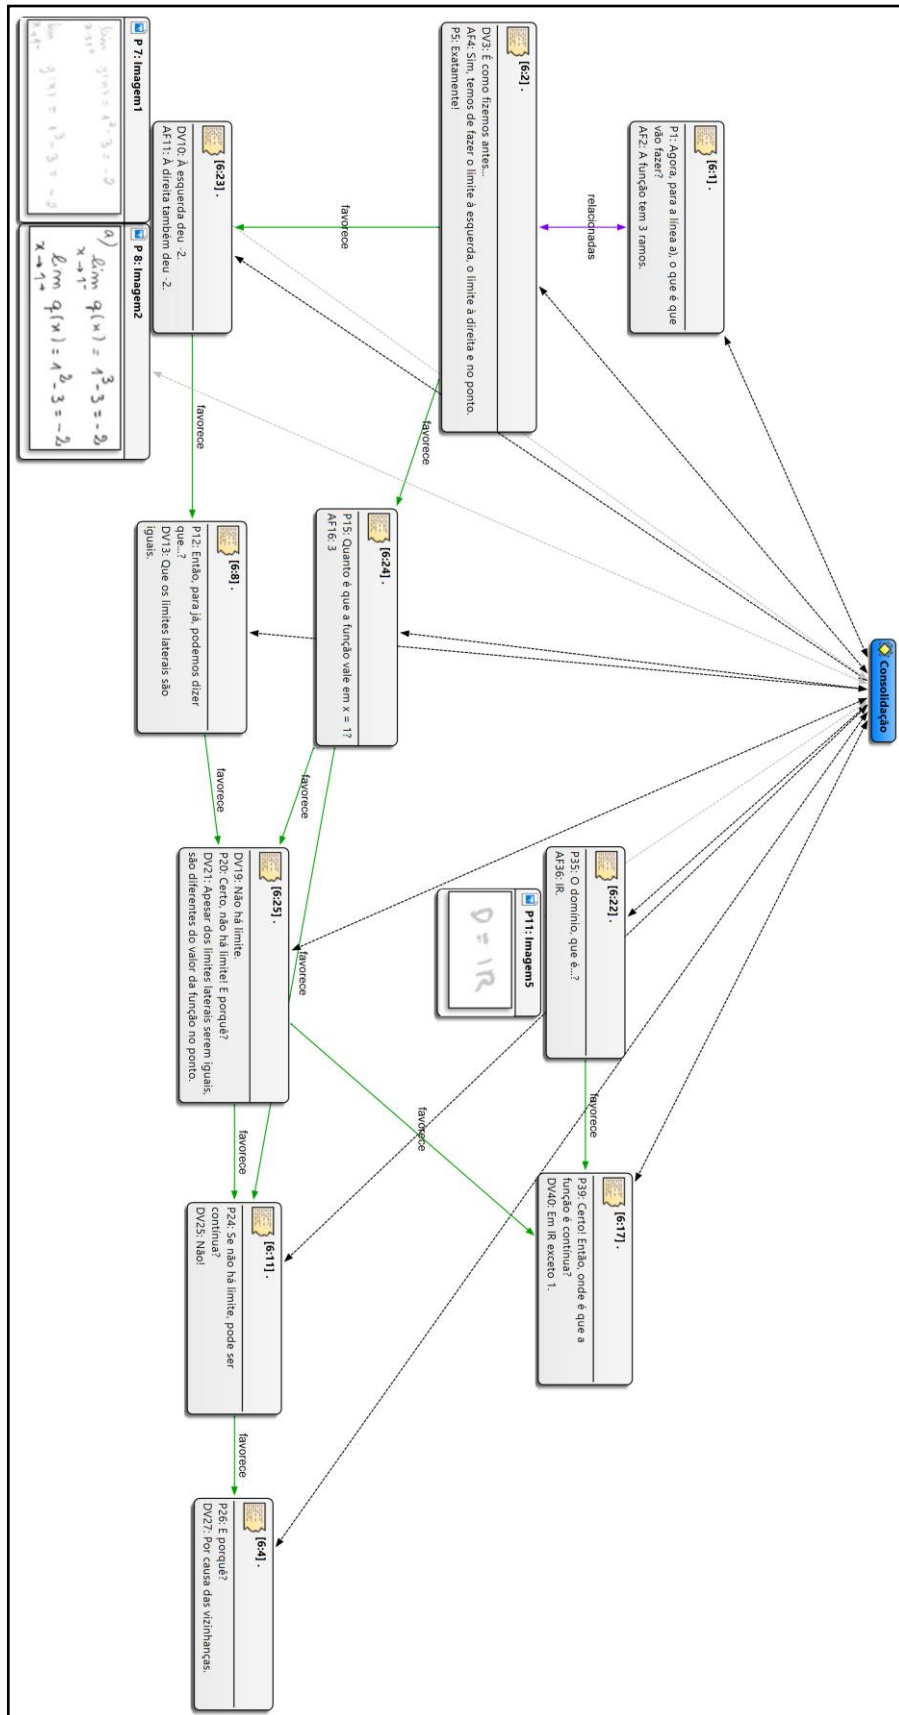 Consolidação
[6:1] .
P1: Agora, para a línea a), o que é que
vão fazer?
AF2: A função tem 3 ramos.
relacionadas
[6:2] .
DV3: É como fizemos antes...
AF4: Sim, temos de fazer o limite à esquerda, o limite à direita e no ponto.
P5: Exatamente!
[6:22] .
P35: O domínio, que é...?
AF36: IR.
P11: Imagem5
D = IR
favorece
[6:17] .
P39: Certo! Então, onde é que a
função é contínua?
DV40: Em IR exceto 1.
favorece
favorece
favorece
[6:24] .
P15: Quanto é que a função vale em x = 1?
AF16: 3
favorece
favorece
[6:23] .
DV10: À esquerda deu -2.
AF11: À direita também deu -2.
favorece
[6:8] .
P12: Então, para já, podemos dizer
que...?
DV13: Que os limites laterais são
iguais.
favorece
[6:25] .
DV19: Não há limite.
P20: Certo, não há limite! E porquê?
DV21: Apesar dos limites laterais serem iguais,
são diferentes do valor da função no ponto.
favorece
[6:11] .
P24: Se não há limite, pode ser
contínua?
DV25: Não!
favorece
[6:4] .
P26: E porquê?
DV27: Por causa das vizinhanças.
P 7: Imagem1
P 8: Imagem2
a) lim g(x) = 1³-3 = -2
x→1⁻
lim g(x) = 1²-3 = -2
x→1⁺